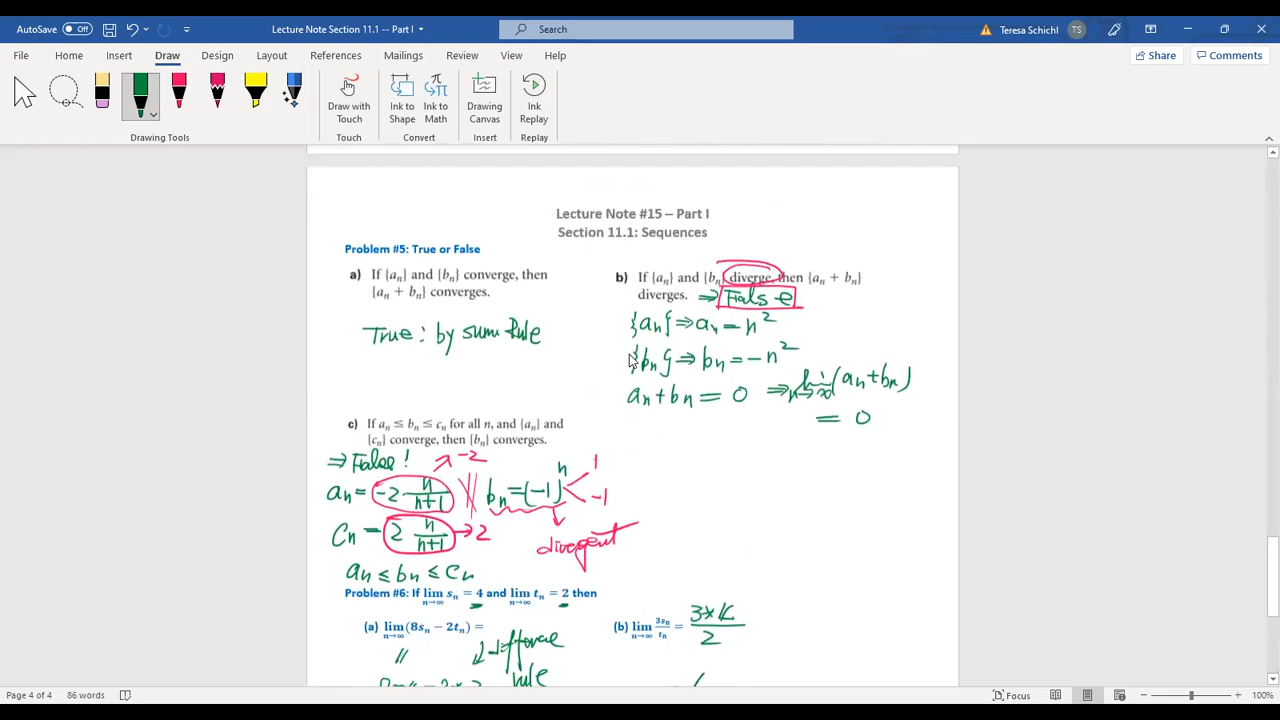 AutoSave Off
Lecture Note Section 11.1 -- Part I
Search
Teresa Schichl TS
File Home Insert Draw Design Layout References Mailings Review View Help
Share Comments
Draw with Touch
Ink to Shape
Ink to Math
Drawing Canvas
Ink Replay
Drawing Tools Touch Convert Insert Replay
Lecture Note #15 – Part I
Section 11.1: Sequences
Problem #5: True or False
a) If {aₙ} and {bₙ} converge, then
{aₙ + bₙ} converges.
True: by sum Rule
b) If {aₙ} and {bₙ} diverge, then {aₙ + bₙ}
diverges. ⇒ Fals e
{aₙ} ⇒ aₙ = n²
{bₙ} ⇒ bₙ = -n²
aₙ + bₙ = 0 ⇒ lim n→∞ (aₙ + bₙ)
= 0
c) If aₙ ≤ bₙ ≤ cₙ for all n, and {aₙ} and
{cₙ} converge, then {bₙ} converges.
⇒ False! → -2
aₙ = -2 n/(n+1) bₙ = (-1)ⁿ 1 -1
Cₙ = 2 n/(n+1) → 2 divergent
aₙ ≤ bₙ ≤ cₙ
Problem #6: If lim n→∞ sₙ = 4 and lim n→∞ tₙ = 2 then
(a) lim n→∞ (8sₙ − 2tₙ) =
rule
(b) lim n→∞ 3sₙ/tₙ =
Page 4 of 4 86 words
Focus
100%